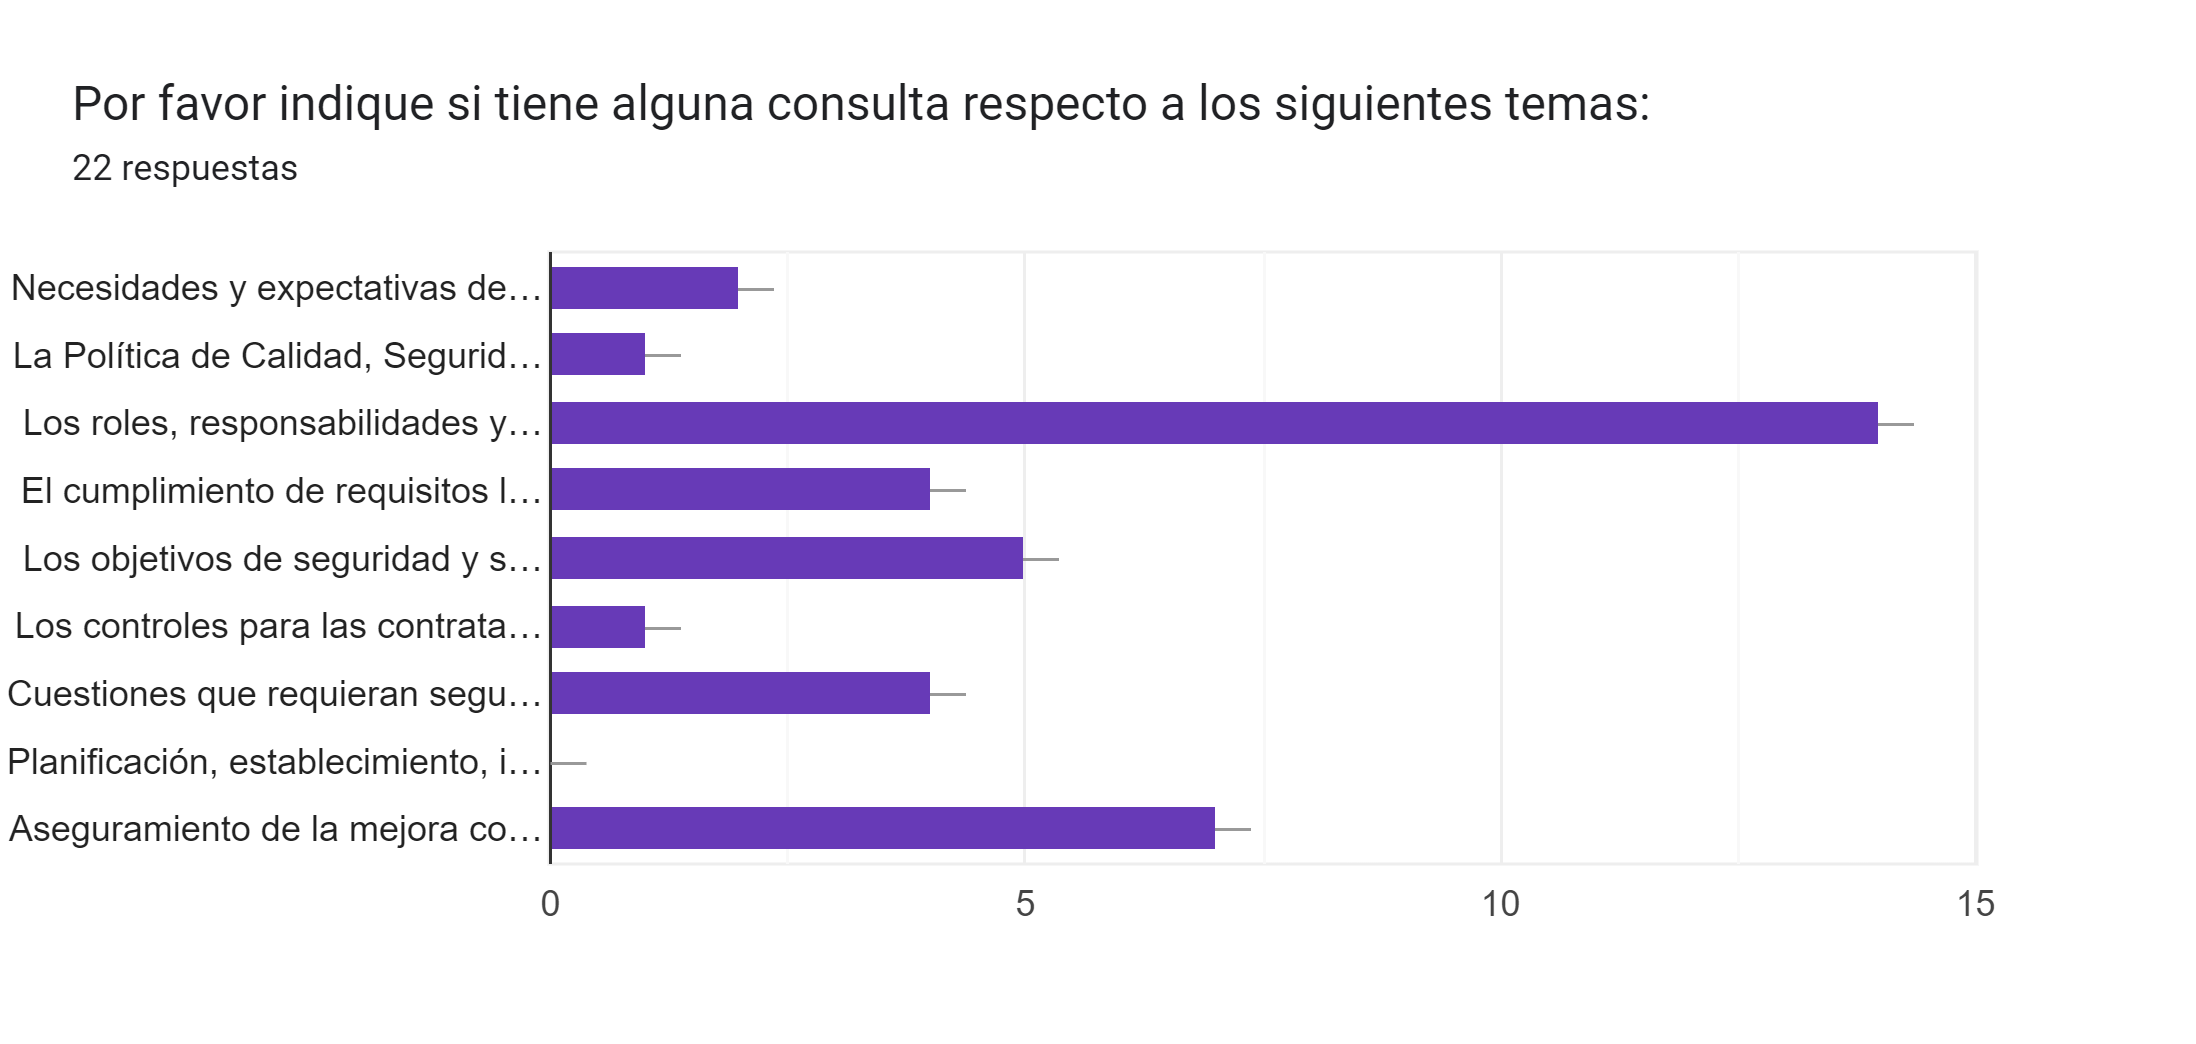 Por favor indique si tiene alguna consulta respecto a los siguientes temas:
22 respuestas
Necesidades y expectativas de…
La Política de Calidad, Segurid…
Los roles, responsabilidades y…
El cumplimiento de requisitos l…
Los objetivos de seguridad y s…
Los controles para las contrata…
Cuestiones que requieran segu…
Planificación, establecimiento, i…
Aseguramiento de la mejora co…
0 5 10 15